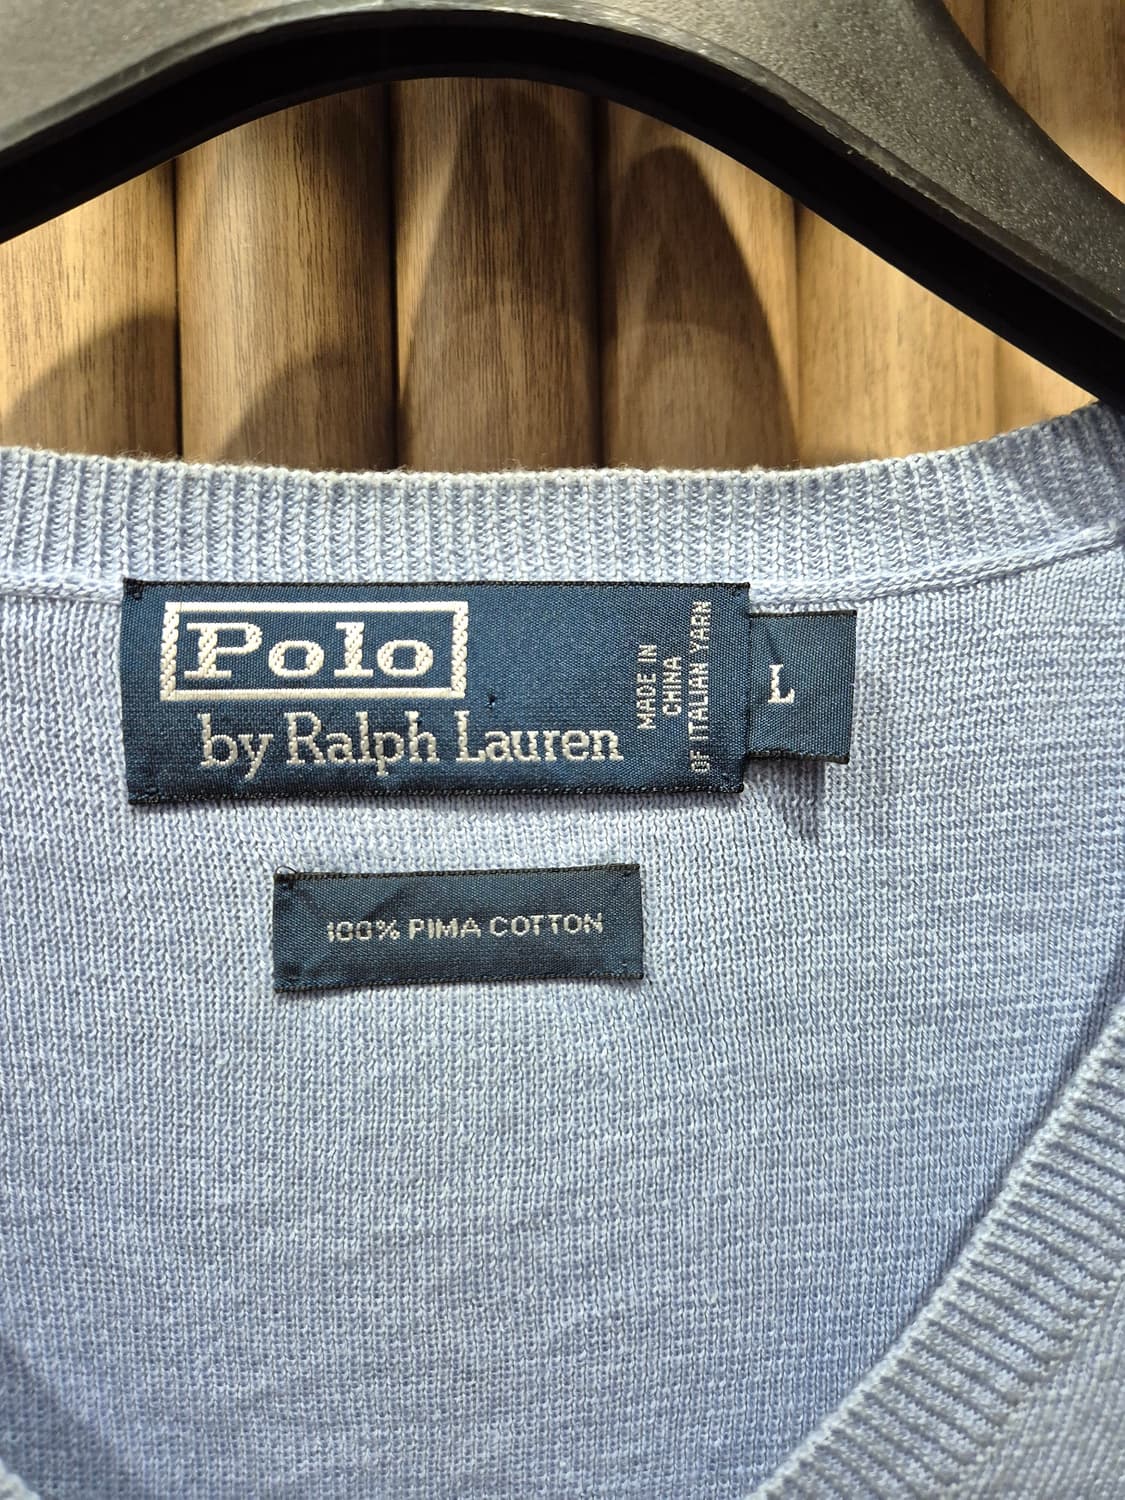 Polo
by Ralph Lauren
MADE IN
CHINA
OF ITALIAN YARN
L
100% PIMA COTTON